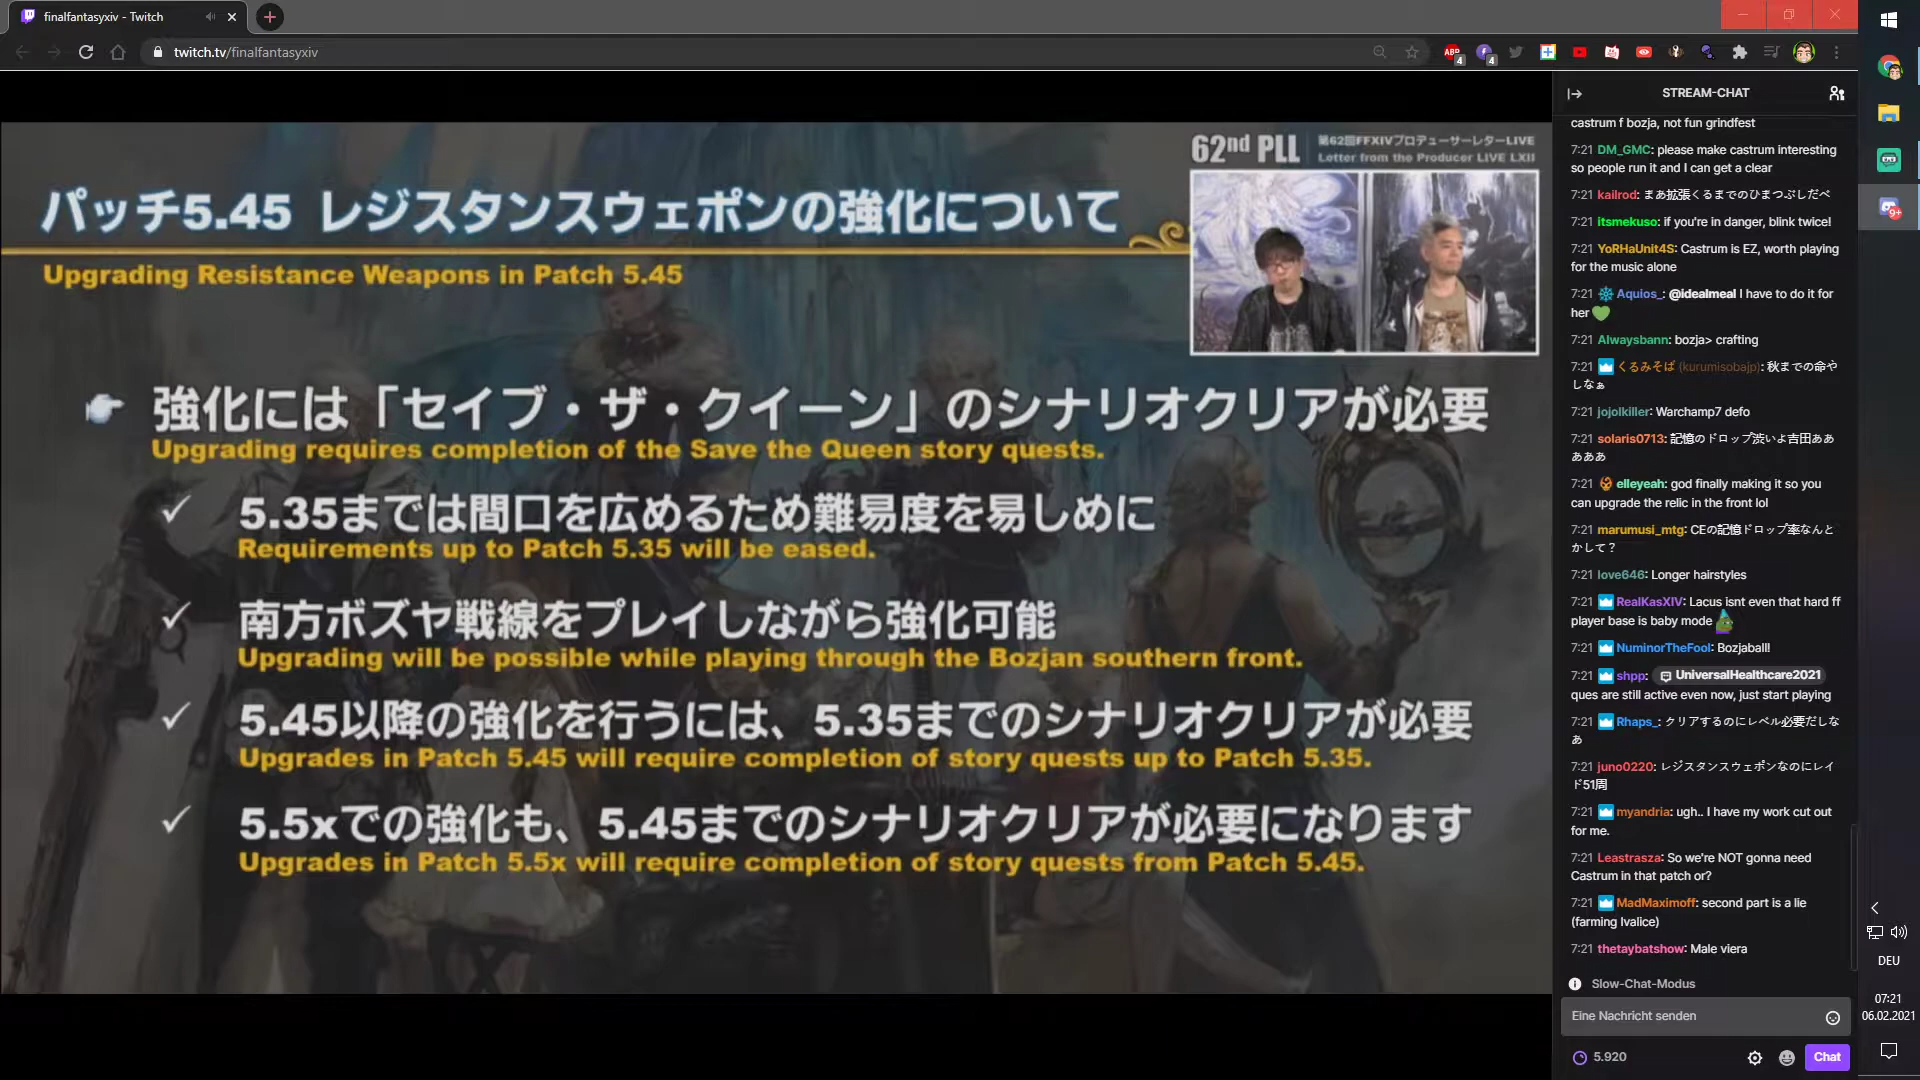 finalfantasyxiv - Twitch
twitch.tv/finalfantasyxiv
ABP
4
4
62nd PLL
第62回FFXIVプロデューサーレターLIVE
Letter from the Producer LIVE LXII
パッチ5.45 レジスタンスウェポンの強化について
Upgrading Resistance Weapons in Patch 5.45
強化には「セイブ・ザ・クイーン」のシナリオクリアが必要
Upgrading requires completion of the Save the Queen story quests.
✓ 5.35までは間口を広めるため難易度を易しめに
Requirements up to Patch 5.35 will be eased.
✓ 南方ボズヤ戦線をプレイしながら強化可能
Upgrading will be possible while playing through the Bozjan southern front.
✓ 5.45以降の強化を行うには、5.35までのシナリオクリアが必要
Upgrades in Patch 5.45 will require completion of story quests up to Patch 5.35.
✓ 5.5xでの強化も、5.45までのシナリオクリアが必要になります
Upgrades in Patch 5.5x will require completion of story quests from Patch 5.45.
STREAM-CHAT
castrum f bozja, not fun grindfest
7:21 DM_GMC: please make castrum interesting
so people run it and I can get a clear
7:21 kailrod: まあ拡張くるまでのひまつぶしだべ
7:21 itsmekuso: if you're in danger, blink twice!
7:21 YoRHaUnit4S: Castrum is EZ, worth playing
for the music alone
7:21 Aquios_: @idealmeal I have to do it for
her
7:21 Alwaysbann: bozja> crafting
7:21 くるみそば (kurumisobajp): 秋までの命や
しなぁ
7:21 jojolkiller: Warchamp7 defo
7:21 solaris0713: 記憶のドロップ渋いよ吉田ああ
あああ
7:21 elleyeah: god finally making it so you
can upgrade the relic in the front lol
7:21 marumusi_mtg: CEの記憶ドロップ率なんと
かして？
7:21 love646: Longer hairstyles
7:21 RealKasXIV: Lacus isnt even that hard ff
player base is baby mode
7:21 NuminorTheFool: Bozjaball!
7:21 shpp: UniversalHealthcare2021
ques are still active even now, just start playing
7:21 Rhaps_: クリアするのにレベル必要だしな
あ
7:21 juno0220: レジスタンスウェポンなのにレイ
ド51周
7:21 myandria: ugh.. I have my work cut out
for me.
7:21 Leastrasza: So we're NOT gonna need
Castrum in that patch or?
7:21 MadMaximoff: second part is a lie
(farming Ivalice)
7:21 thetaybatshow: Male viera
Slow-Chat-Modus
Eine Nachricht senden
5.920
Chat
9+
DEU
07:21
06.02.2021